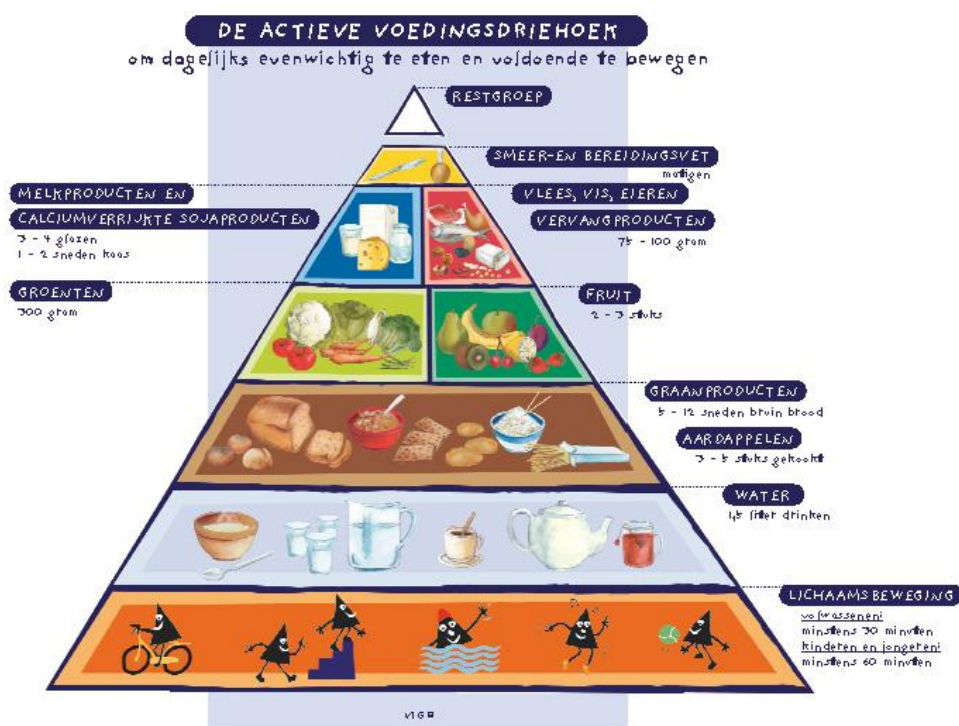 DE ACTIEVE VOEDINGSDRIEHOEK
om dagelijks evenwichtig te eten en voldoende te bewegen
RESTGROEP
SMEER-EN BEREIDINGSVET
matigen
MELKPRODUCTEN EN
CALCIUMVERRIJKTE SOJAPRODUCTEN
3 - 4 glazen
1 - 2 sneden kaas
VLEES, VIS, EIEREN
VERVANGPRODUCTEN
75 - 100 gram
GROENTEN
300 gram
FRUIT
2 - 3 stuks
GRAANPRODUCTEN
5 - 12 sneden bruin brood
AARDAPPELEN
3 - 5 stuks gekookt
WATER
1,5 liter drinken
LICHAAMSBEWEGING
volwassenen:
minstens 30 minuten
kinderen en jongeren:
minstens 60 minuten
VIG